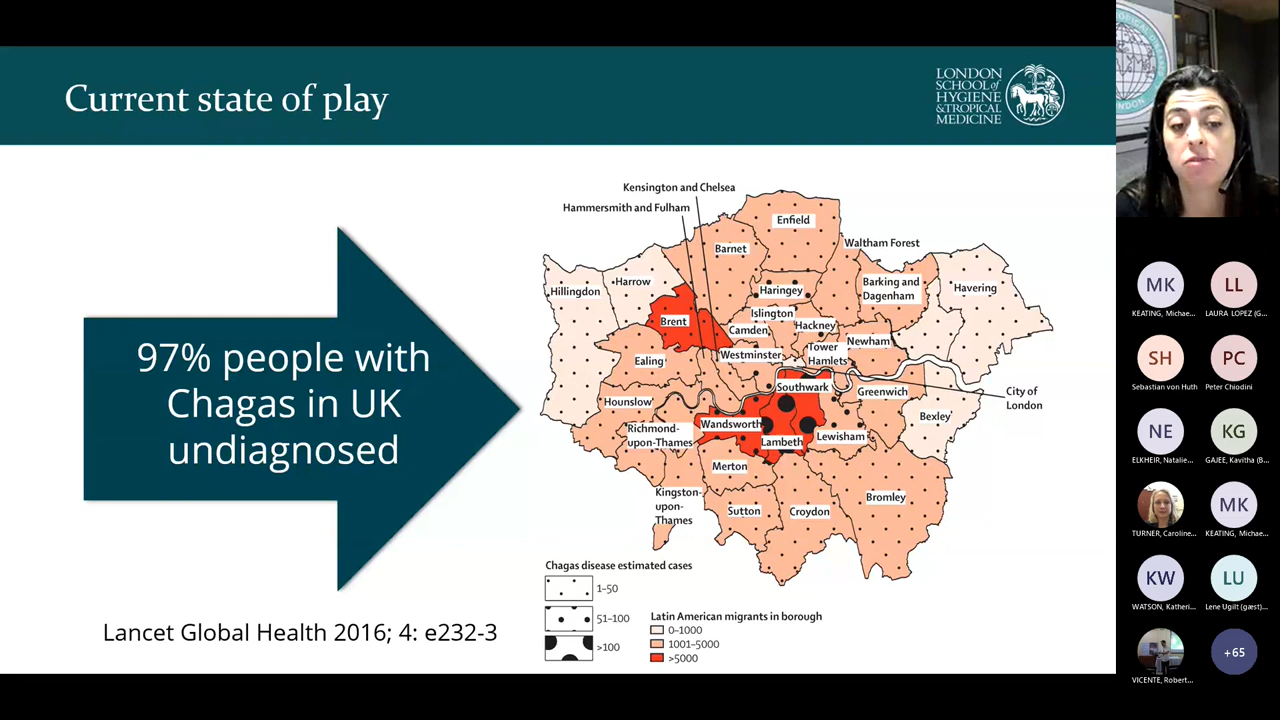 Current state of play
LONDON
SCHOOL of
HYGIENE
& TROPICAL
MEDICINE
97% people with
Chagas in UK
undiagnosed
Lancet Global Health 2016; 4: e232-3
Kensington and Chelsea
Hammersmith and Fulham
Enfield
Barnet
Waltham Forest
Harrow
Hillingdon
Haringey
Barking and
Dagenham
Havering
Brent
Islington
Camden
Hackney
Ealing
Westminster
Tower
Hamlets
Newham
Southwark
Greenwich
City of
London
Hounslow
Bexley
Richmond-
upon-Thames
Wandsworth
Lambeth
Lewisham
Merton
Kingston-
upon-
Thames
Sutton
Croydon
Bromley
Chagas disease estimated cases
1–50
51–100
>100
Latin American migrants in borough
0–1000
1001–5000
>5000
MK
LL
KEATING, Michae...
LAURA LOPEZ (G...
SH
PC
Sebastian von Huth
Peter Chiodini
NE
KG
ELKHEIR, Natalie...
GAJEE, Kavitha (B...
MK
TURNER, Caroline...
KEATING, Michae...
KW
LU
WATSON, Katheri...
Lene Ugilt (gæst)...
+65
VICENTE, Robert...